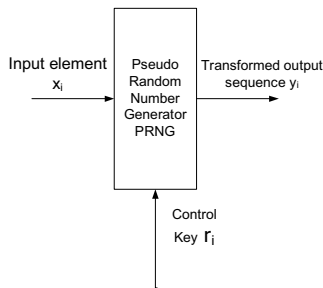 Input element
xi
Pseudo
Random
Number
Generator
PRNG
Transformed output
sequence yi
Control
Key ri